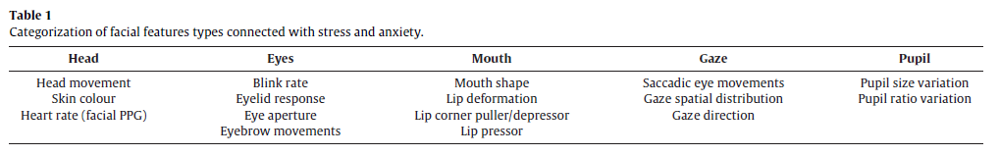 Table 1
Categorization of facial features types connected with stress and anxiety.
Head Eyes Mouth Gaze Pupil
Head movement Blink rate Mouth shape Saccadic eye movements Pupil size variation
Skin colour Eyelid response Lip deformation Gaze spatial distribution Pupil ratio variation
Heart rate (facial PPG) Eye aperture Lip corner puller/depressor Gaze direction
Eyebrow movements Lip pressor